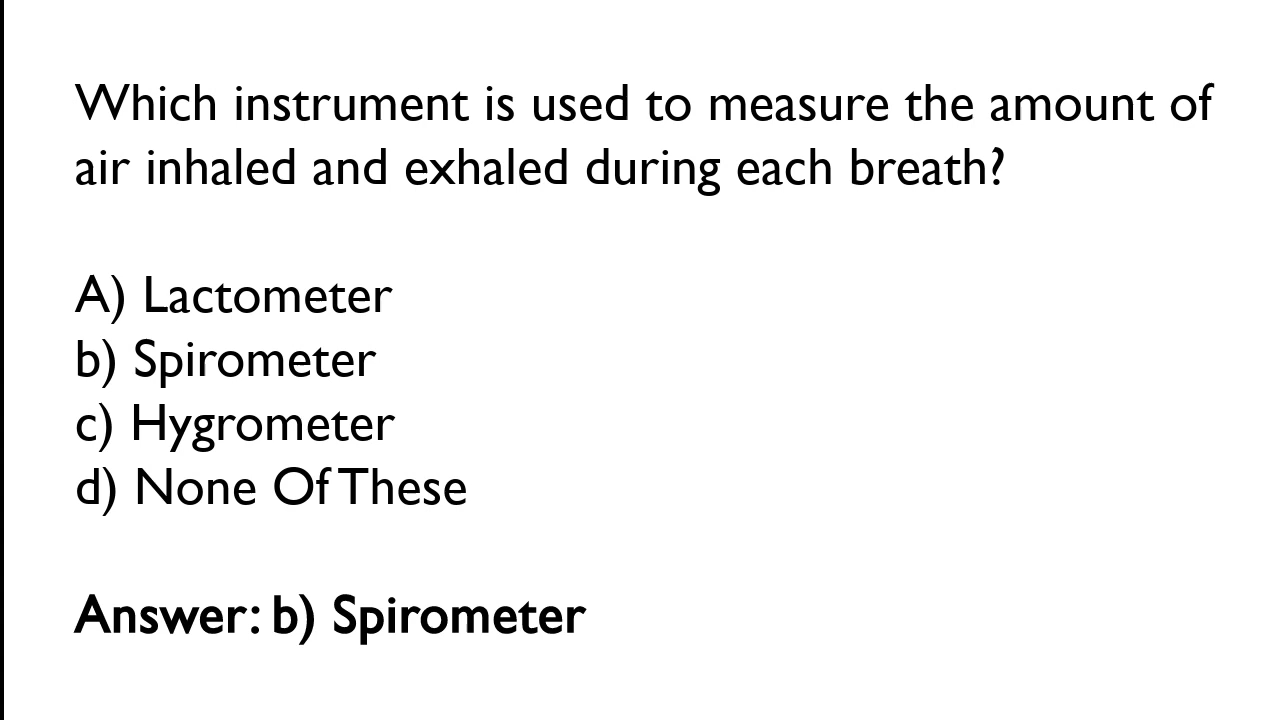 Which instrument is used to measure the amount of
air inhaled and exhaled during each breath?
A) Lactometer
b) Spirometer
c) Hygrometer
d) None Of These
Answer: b) Spirometer